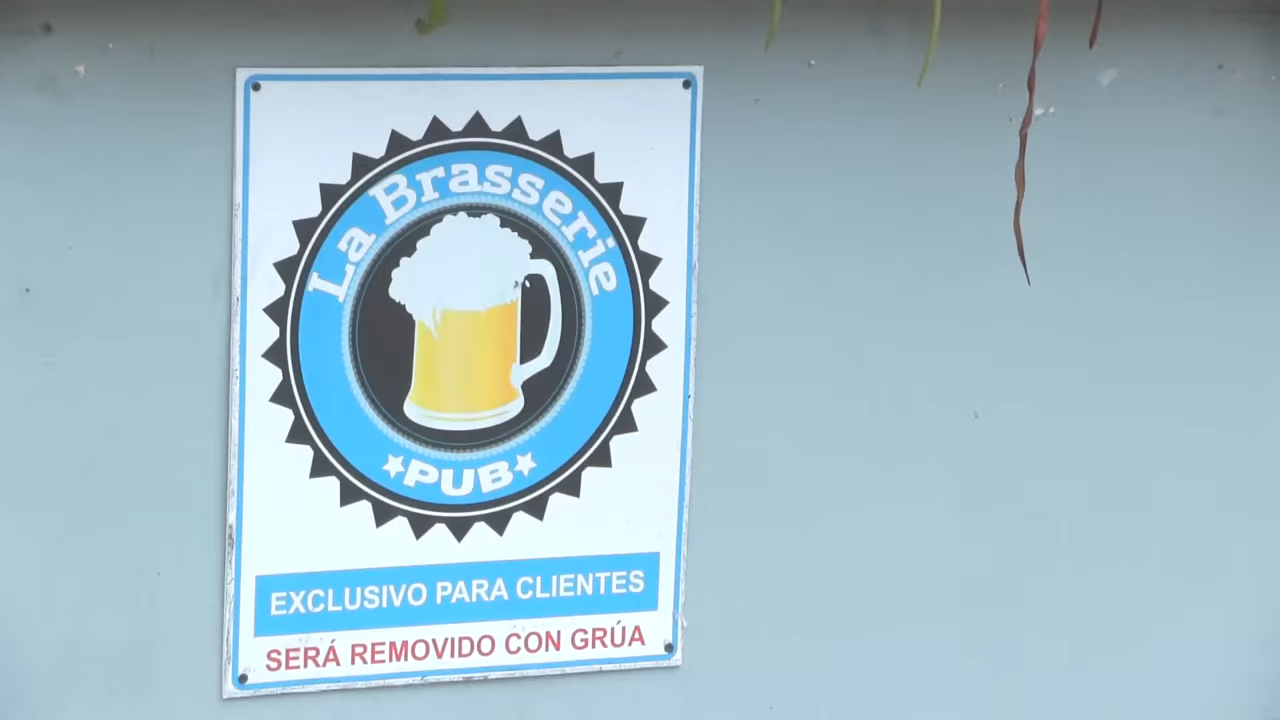 La Brasserie
PUB
EXCLUSIVO PARA CLIENTES
SERÁ REMOVIDO CON GRÚA